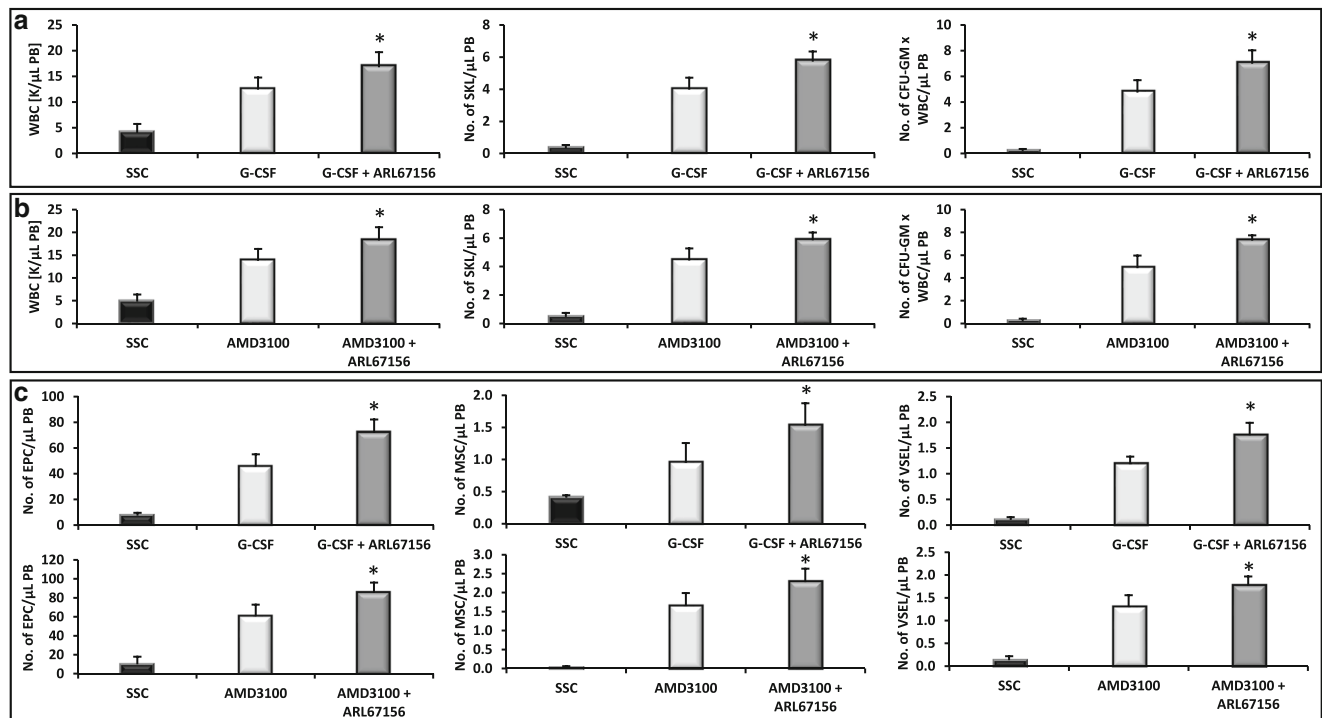 a
WBC [K/µL PB]
25
20
15
10
5
0
*
SSC
G-CSF
G-CSF + ARL67156
No. of SKL/µL PB
8
6
4
2
0
*
SSC
G-CSF
G-CSF + ARL67156
No. of CFU-GM x
WBC/µL PB
10
8
6
4
2
0
*
SSC
G-CSF
G-CSF + ARL67156
b
WBC [K/µL PB]
25
20
15
10
5
0
*
SSC
AMD3100
AMD3100 +
ARL67156
No. of SKL/µL PB
8
6
4
2
0
*
SSC
AMD3100
AMD3100 +
ARL67156
No. of CFU-GM x
WBC/µL PB
10
8
6
4
2
0
*
SSC
AMD3100
AMD3100 +
ARL67156
c
No. of EPC/µL PB
100
80
60
40
20
0
*
SSC
G-CSF
G-CSF + ARL67156
No. of MSC/µL PB
2.0
1.5
1.0
0.5
0.0
*
SSC
G-CSF
G-CSF + ARL67156
No. of VSEL/µL PB
2.5
2.0
1.5
1.0
0.5
0.0
*
SSC
G-CSF
G-CSF + ARL67156
No. of EPC/µL PB
120
100
80
60
40
20
0
*
SSC
AMD3100
AMD3100 +
ARL67156
No. of MSC/µL PB
3.0
2.5
2.0
1.5
1.0
0.5
0.0
*
SSC
AMD3100
AMD3100 +
ARL67156
No. of VSEL/µL PB
2.5
2.0
1.5
1.0
0.5
0.0
*
SSC
AMD3100
AMD3100 +
ARL67156